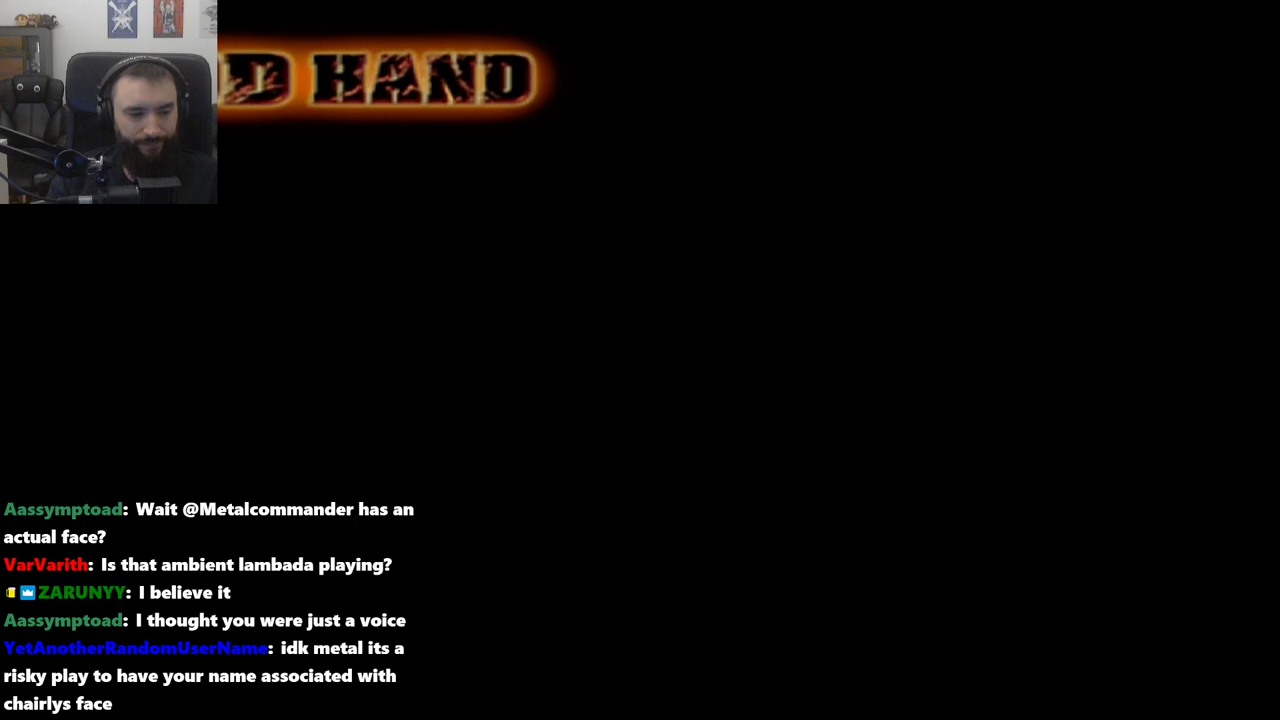 D HAND
Aassymptoad: Wait @Metalcommander has an
actual face?
VarVarith: Is that ambient lambada playing?
ZARUNYY: I believe it
Aassymptoad: I thought you were just a voice
YetAnotherRandomUserName: idk metal its a
risky play to have your name associated with
chairlys face